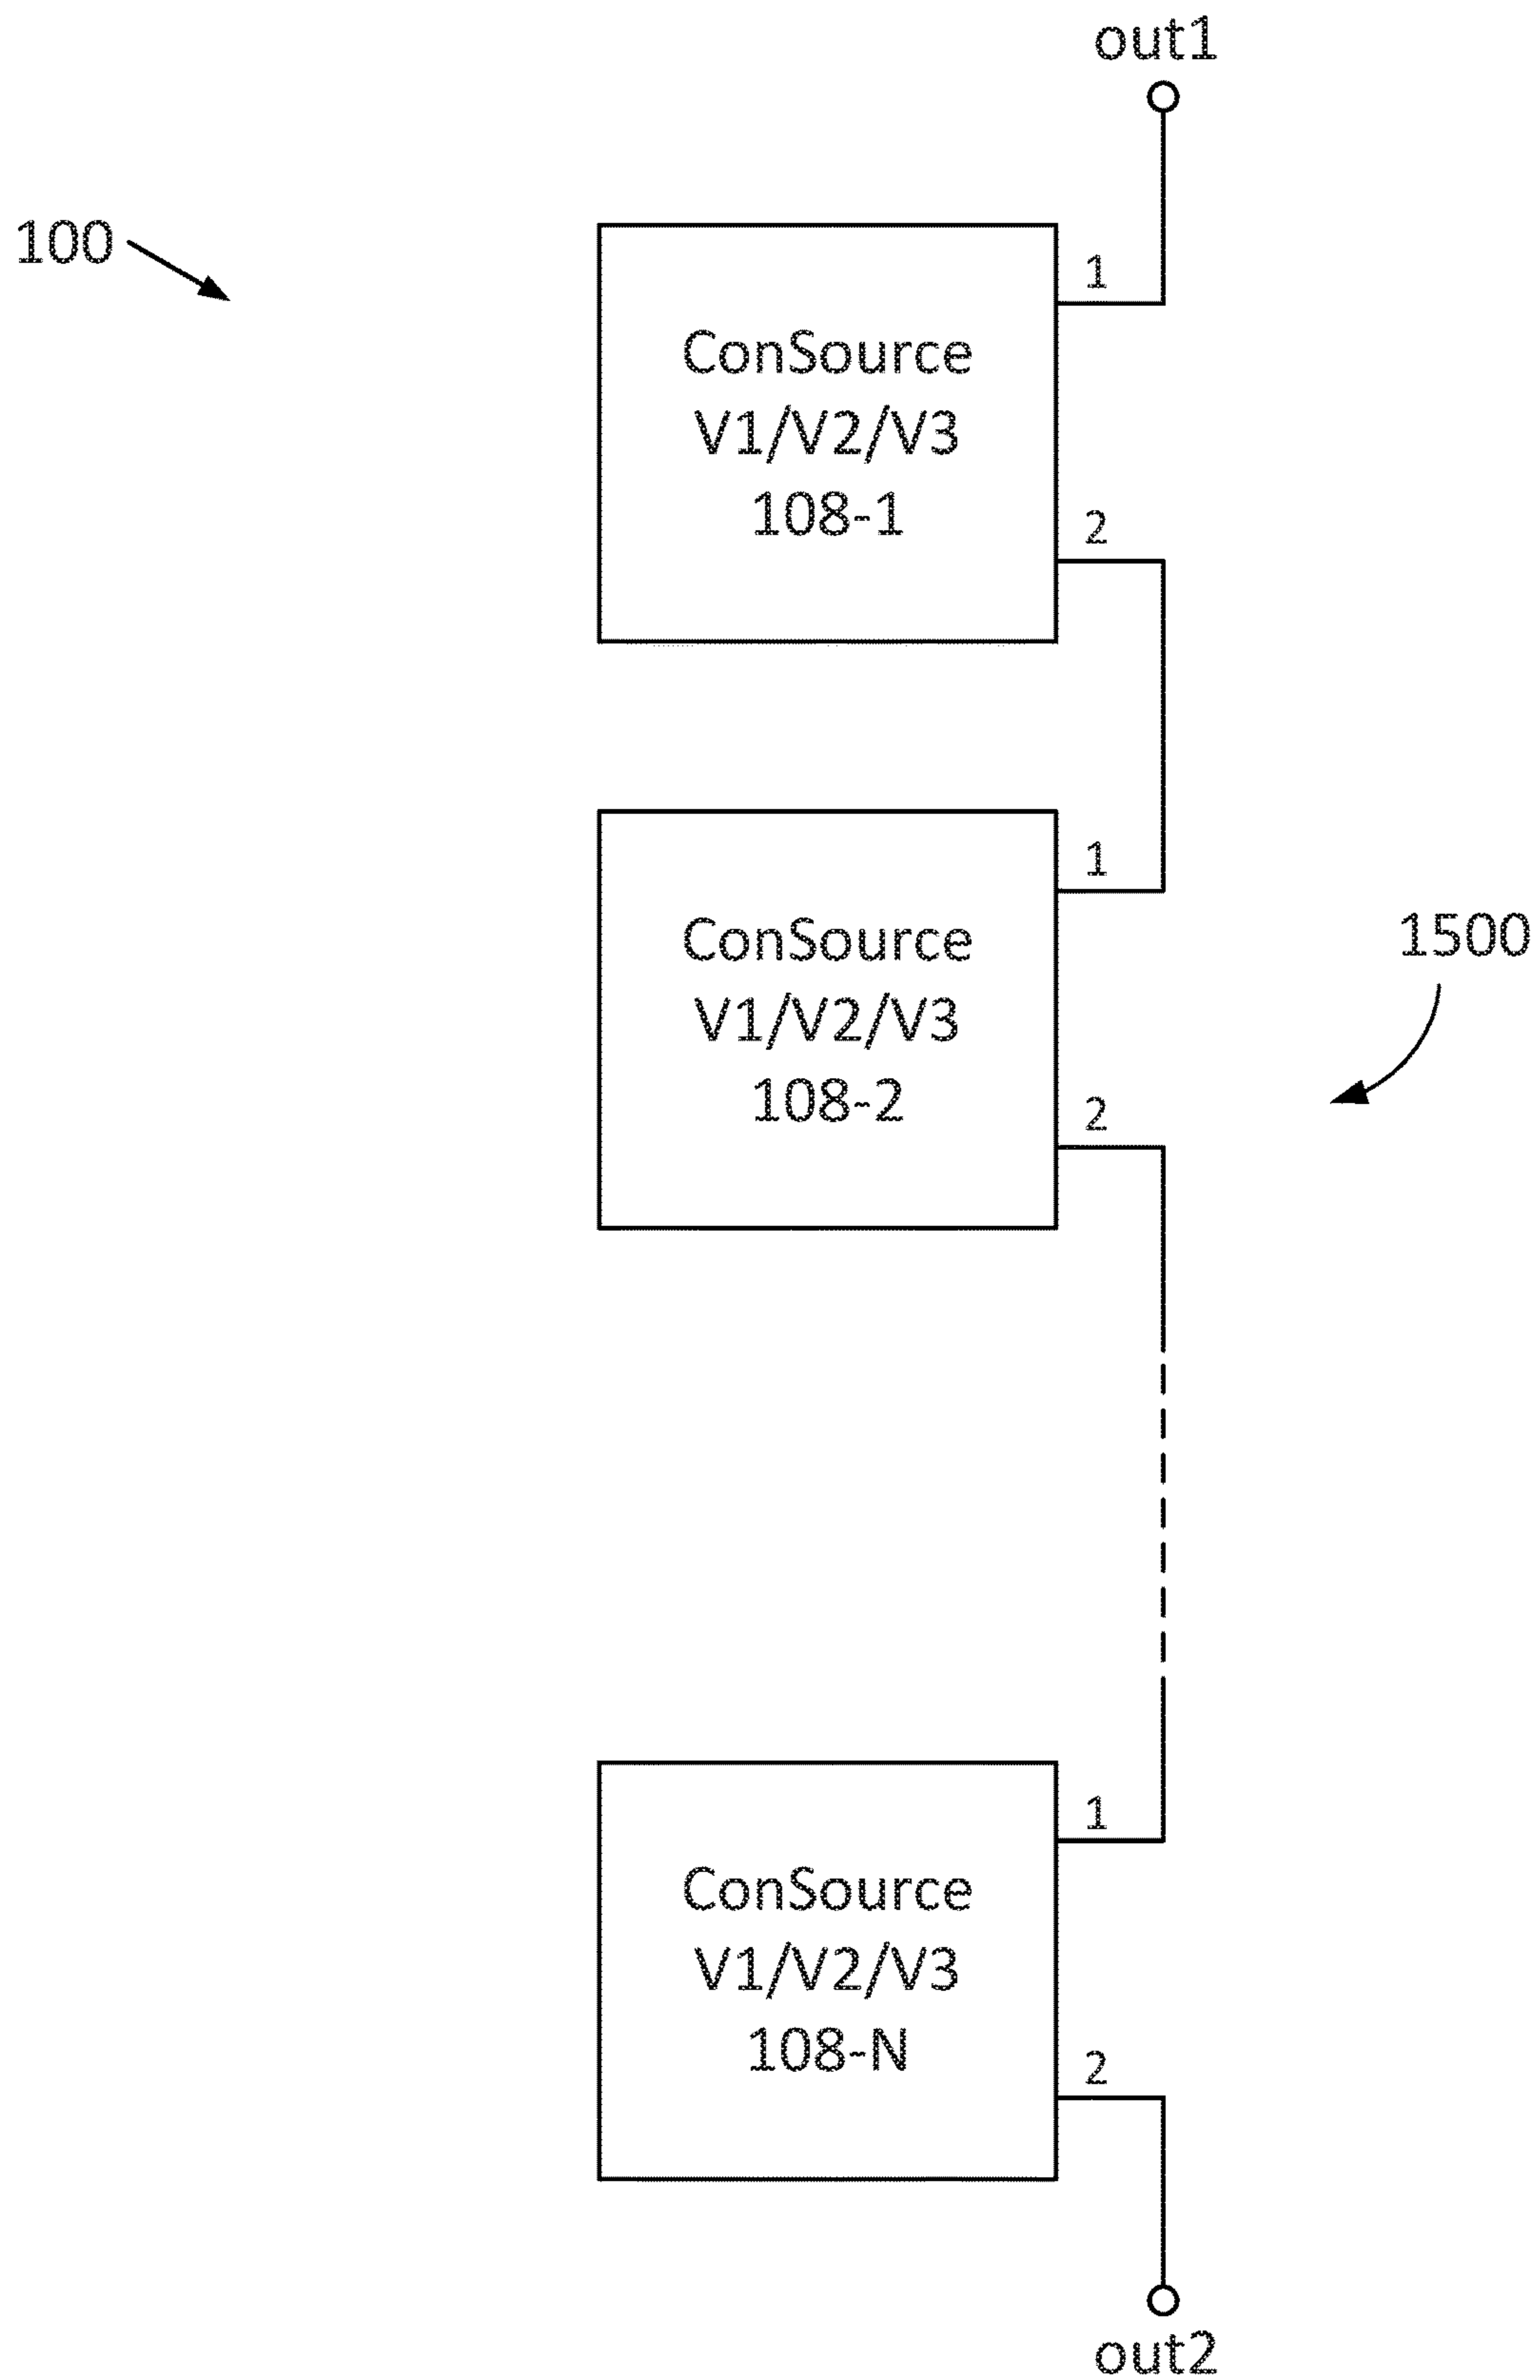 out1
100
1
ConSource
V1/V2/V3
108-1
2
1
ConSource
V1/V2/V3
108-2
2
1500
1
ConSource
V1/V2/V3
108-N
2
out2